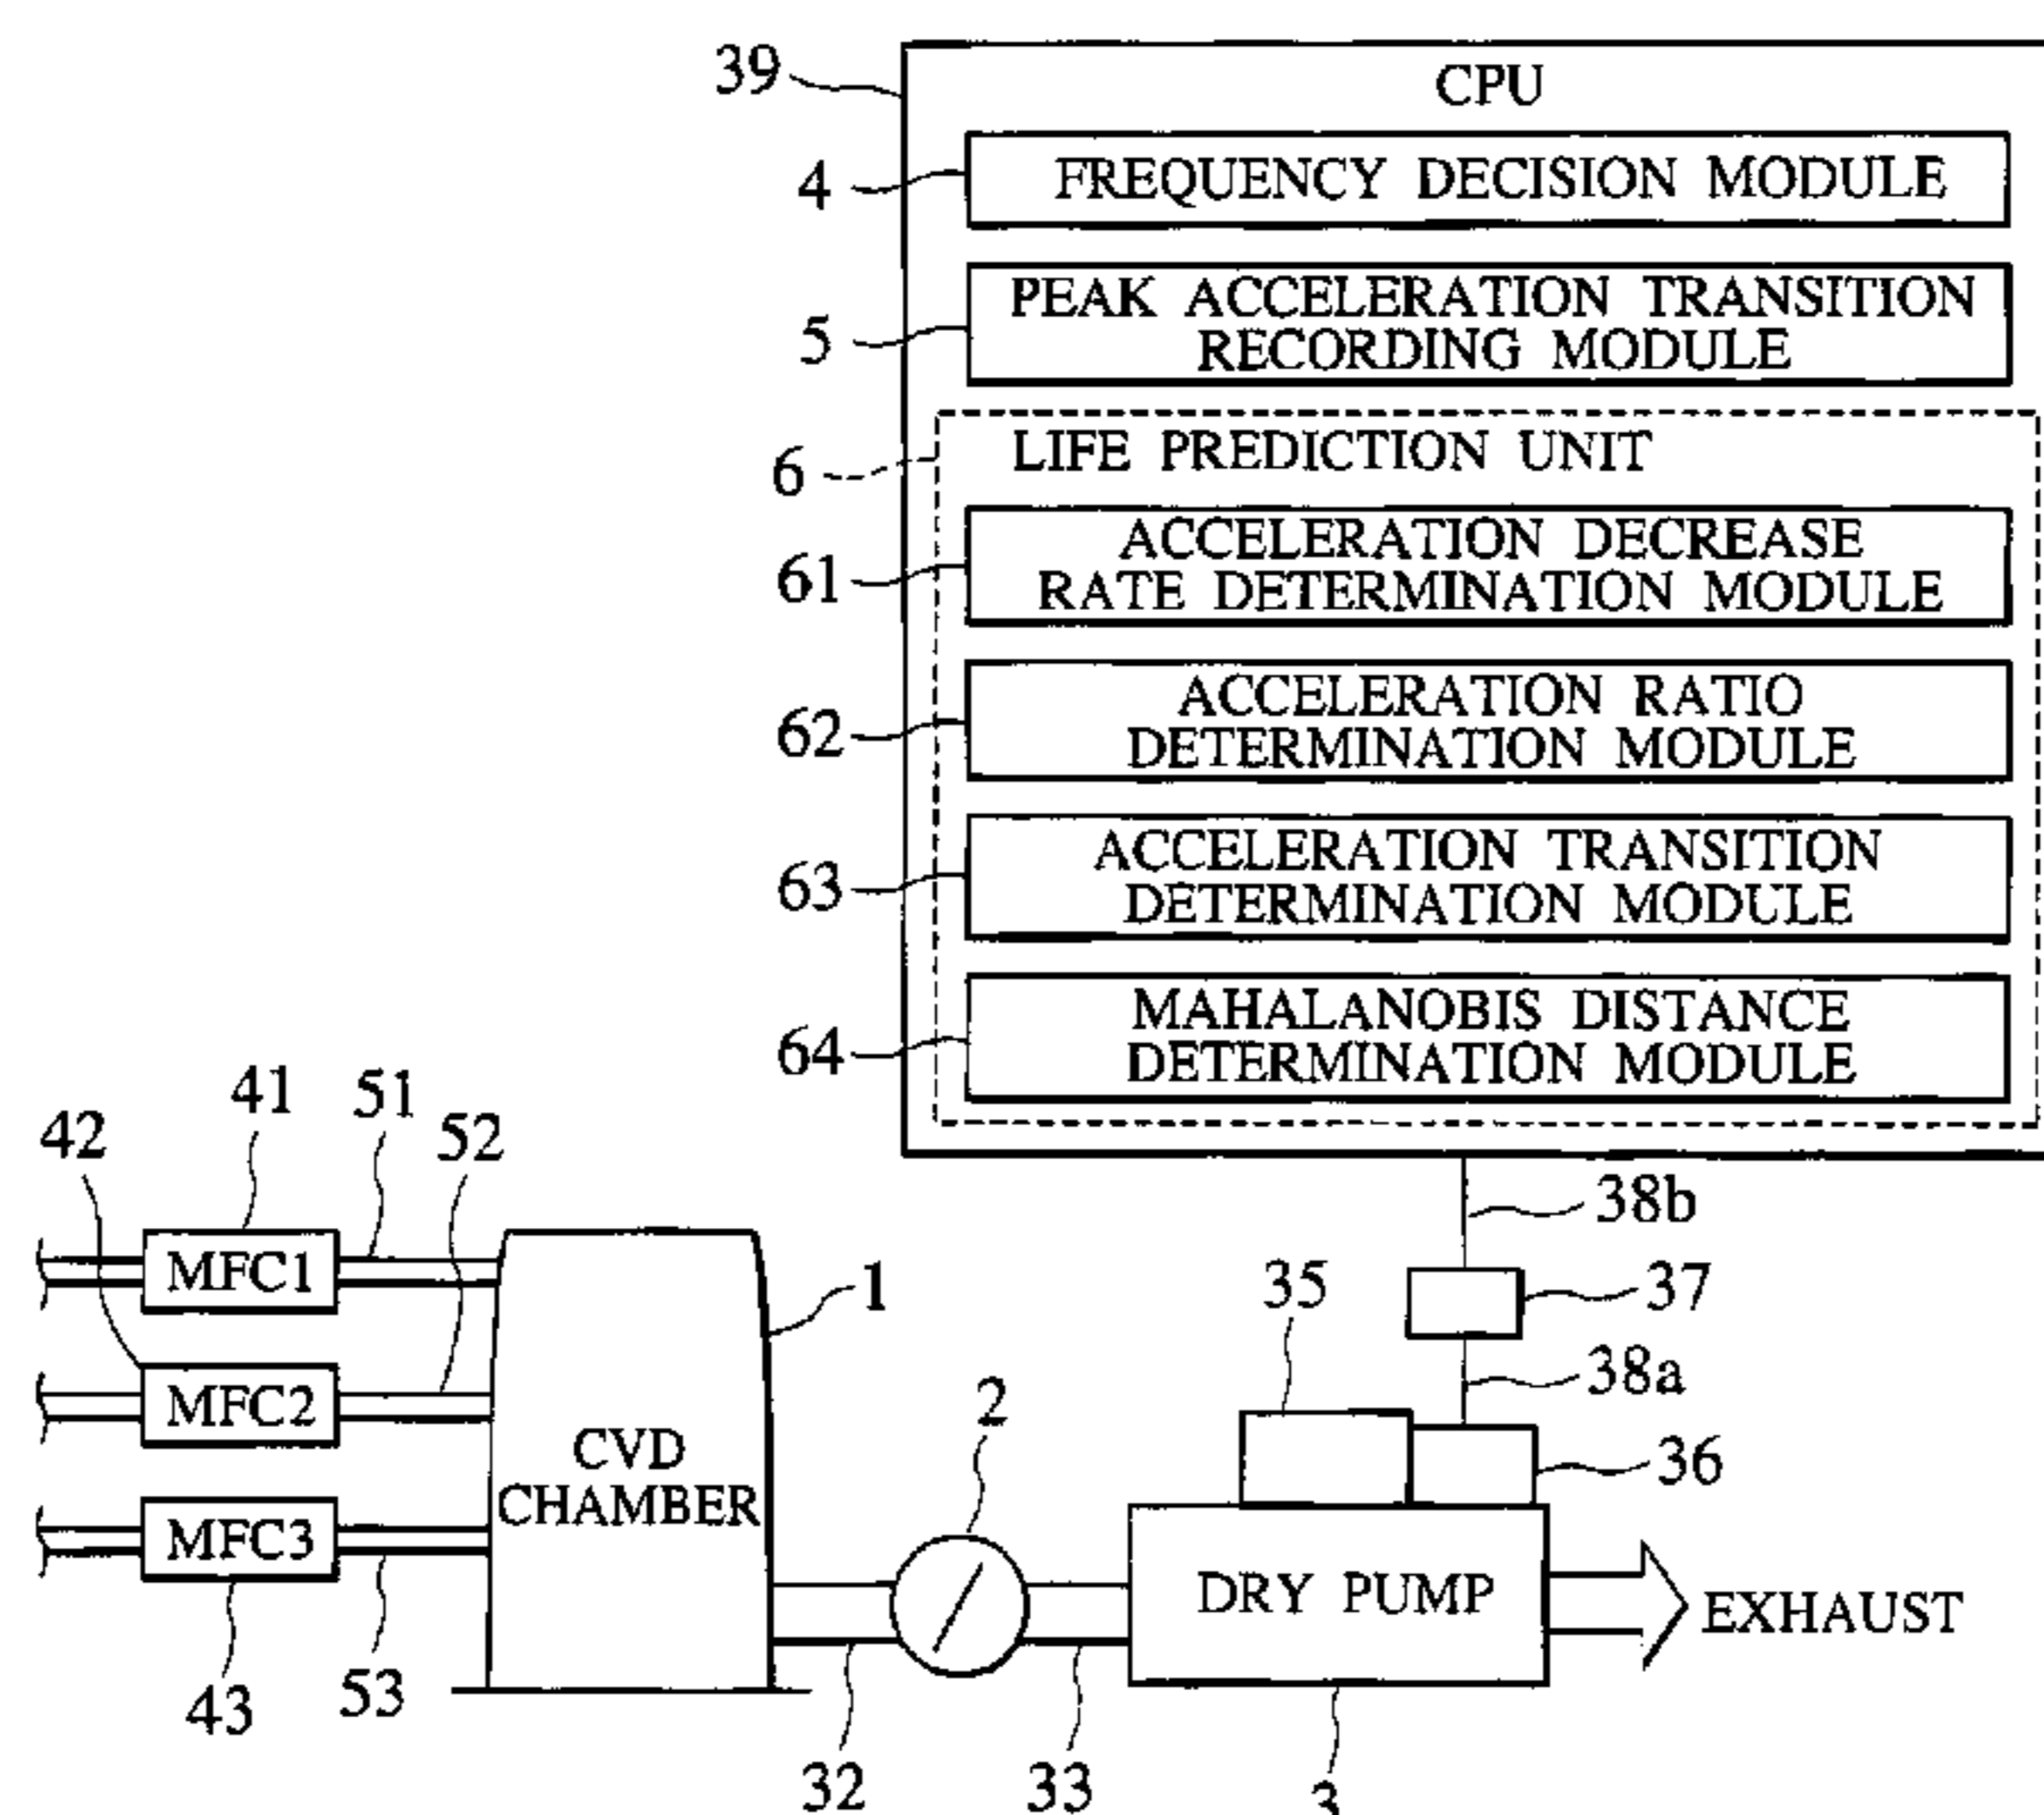 39
CPU
4
FREQUENCY DECISION MODULE
5
PEAK ACCELERATION TRANSITION
RECORDING MODULE
6
LIFE PREDICTION UNIT
61
ACCELERATION DECREASE
RATE DETERMINATION MODULE
62
ACCELERATION RATIO
DETERMINATION MODULE
63
ACCELERATION TRANSITION
DETERMINATION MODULE
64
MAHALANOBIS DISTANCE
DETERMINATION MODULE
41
51
42
52
38b
MFC1
1
35
37
38a
MFC2
2
36
CVD
CHAMBER
MFC3
DRY PUMP
EXHAUST
43
53
32
33
3